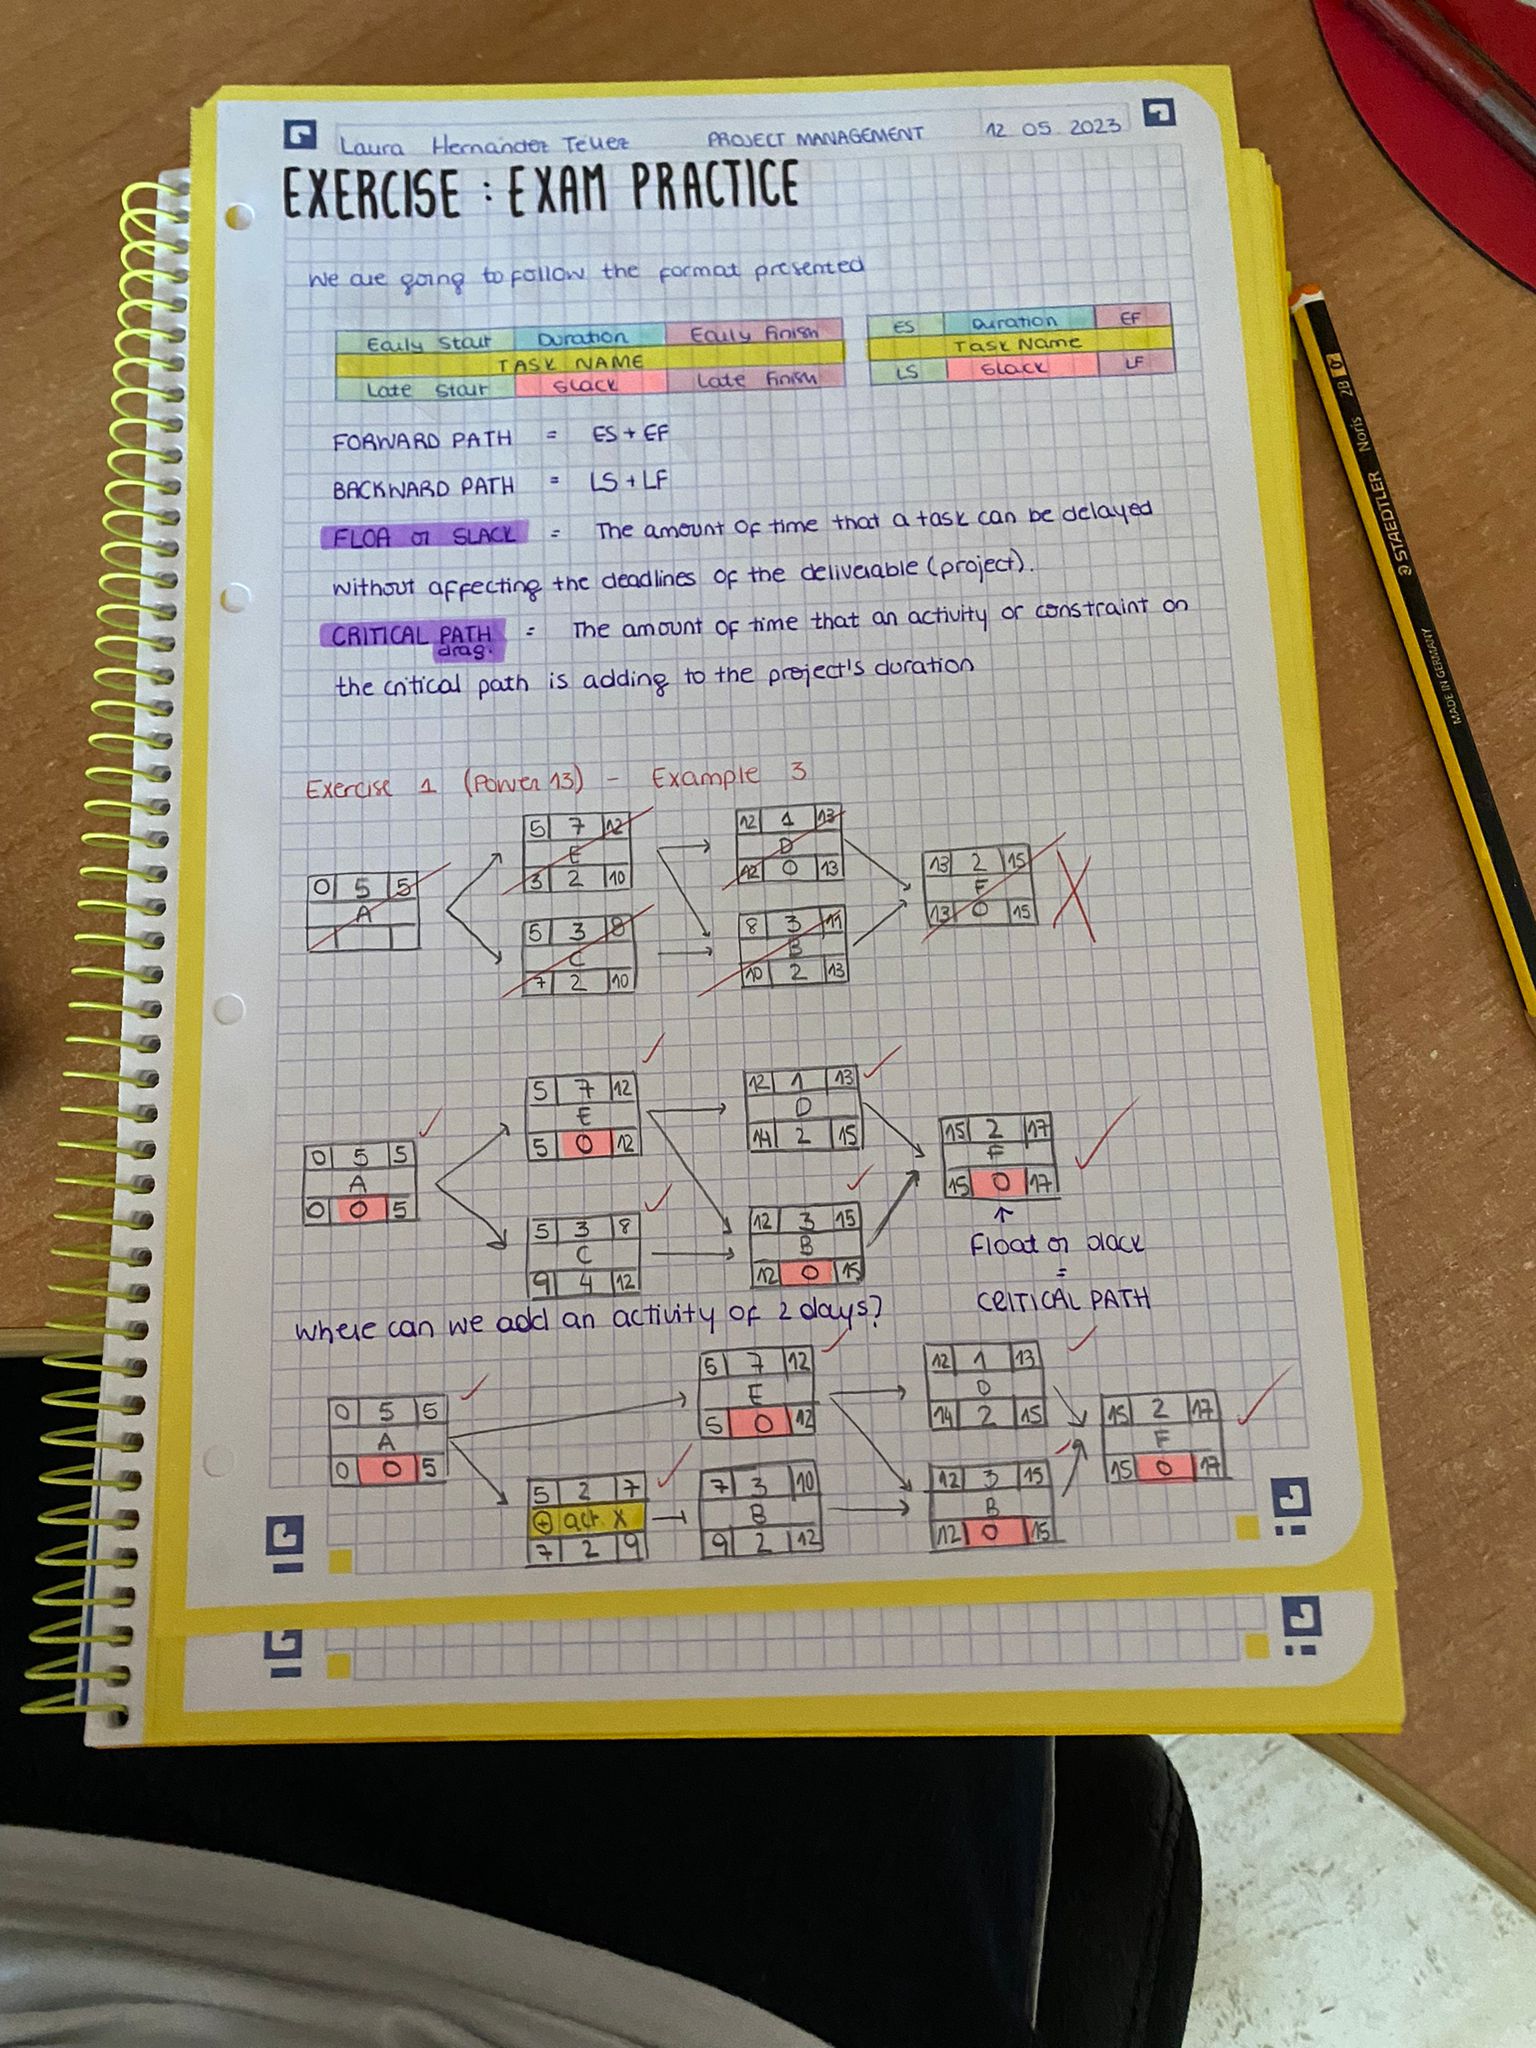 Laura Hernández Téllez PROJECT MANAGEMENT 12 05 2023
EXERCISE : EXAM PRACTICE
We are going to follow the format presented
Early Start Duration Early Finish ES Duration EF
TASK NAME Task Name
Late Start Slack Late Finish LS Slack LF
FORWARD PATH = ES + EF
BACKWARD PATH = LS + LF
FLOA or SLACK = The amount of time that a task can be delayed
without affecting the deadlines of the deliverable (project).
CRITICAL PATH = The amount of time that an activity or constraint on
drag.
the critical path is adding to the project's duration
Exercise 1 (Power 13) - Example 3
0 5 5
A
5 7 12
E
3 2 10
5 3 8
C
7 2 10
12 1 13
D
12 0 13
8 3 11
B
10 2 13
13 2 15
F
13 0 15
X
0 5 5
A
0 0 5
5 7 12
E
5 0 12
5 3 8
C
9 4 12
12 1 13
D
14 2 15
12 3 15
B
12 0 15
15 2 17
F
15 0 17
Float or slack
=
CRITICAL PATH
Where can we add an activity of 2 days?
0 5 5
A
0 0 5
5 7 12
E
5 0 12
5 2 7
+ act. X
7 2 9
7 3 10
B
9 2 12
12 1 13
D
14 2 15
12 3 15
B
12 0 15
15 2 17
F
15 0 17
STAEDTLER Noris 2B
MADE IN GERMANY